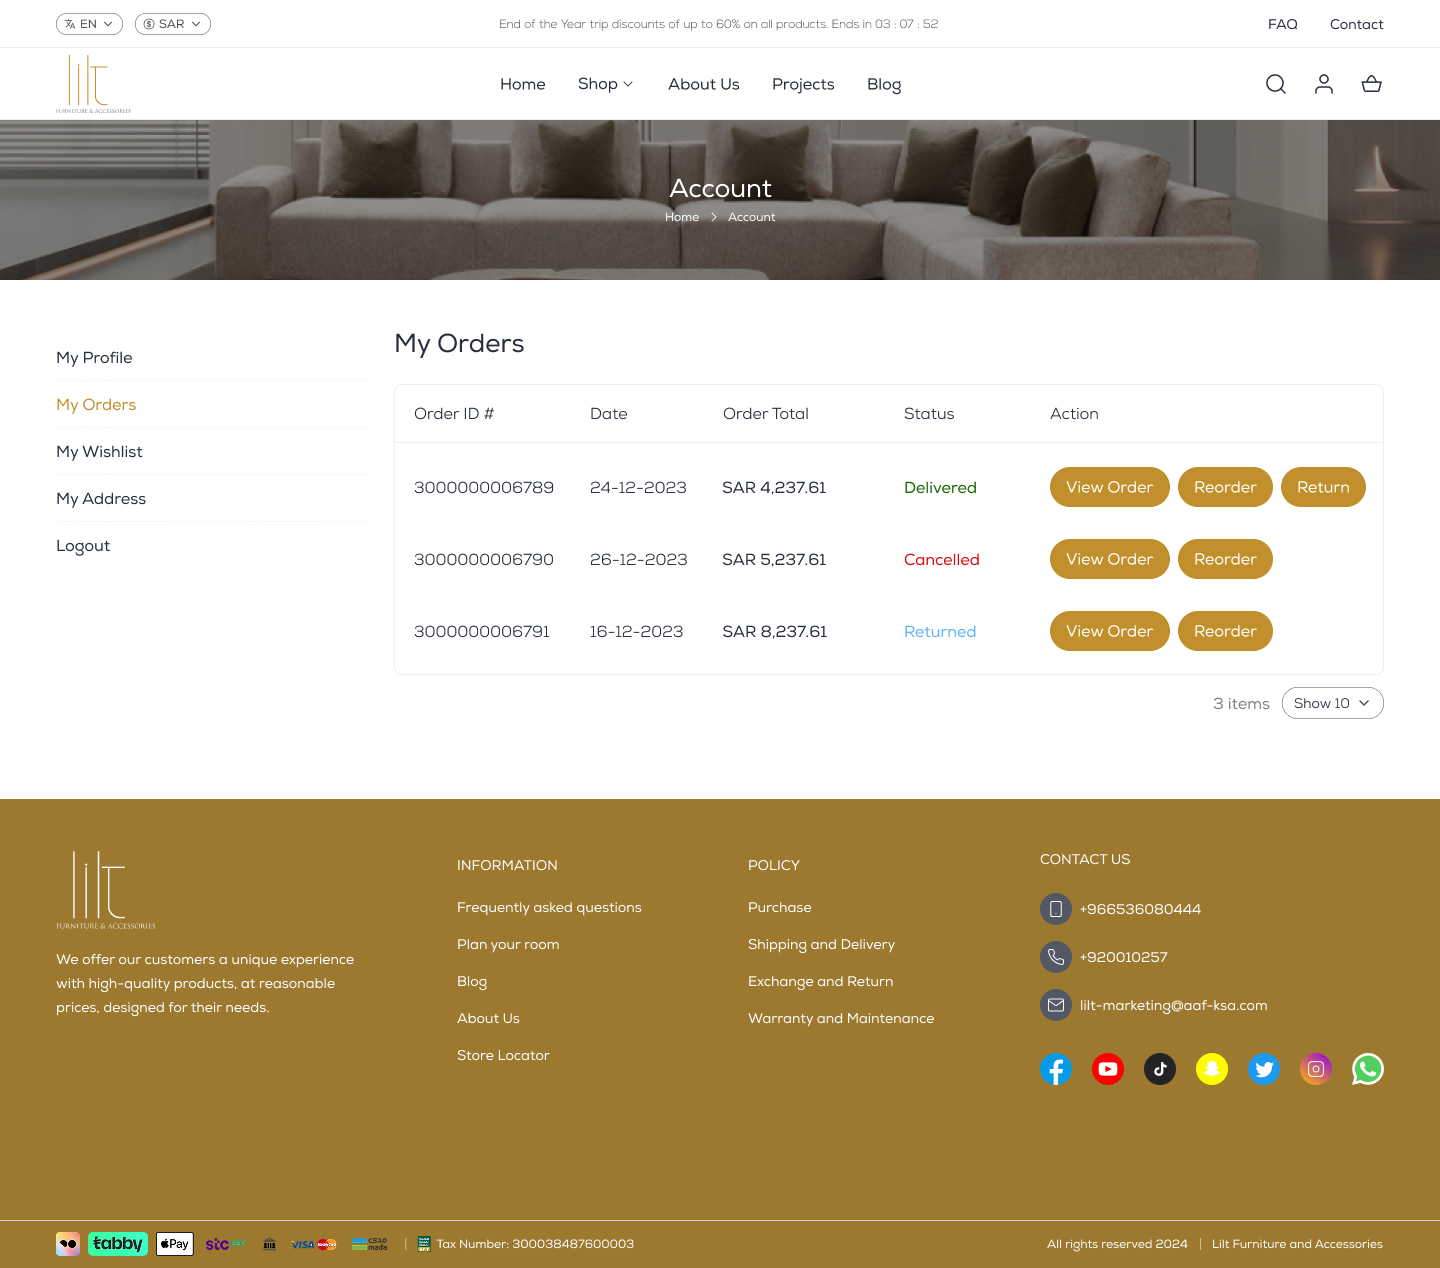 EN
SAR
End of the Year trip discounts of up to 60% on all products. Ends in 03 : 07 : 52
FAQ
Contact
lilt
FURNITURE & ACCESSORIES
Home
Shop
About Us
Projects
Blog
Account
Home > Account
My Profile
My Orders
My Wishlist
My Address
Logout
My Orders
Order ID # Date Order Total Status Action
3000000006789 24-12-2023 SAR 4,237.61 Delivered View Order Reorder Return
3000000006790 26-12-2023 SAR 5,237.61 Cancelled View Order Reorder
3000000006791 16-12-2023 SAR 8,237.61 Returned View Order Reorder
3 items Show 10
lilt
FURNITURE & ACCESSORIES
We offer our customers a unique experience
with high-quality products, at reasonable
prices, designed for their needs.
INFORMATION
Frequently asked questions
Plan your room
Blog
About Us
Store Locator
POLICY
Purchase
Shipping and Delivery
Exchange and Return
Warranty and Maintenance
CONTACT US
+966536080444
+920010257
lilt-marketing@aaf-ksa.com
tabby
Pay
stc pay
VISA
mada
Tax Number: 300038487600003
All rights reserved 2024 | Lilt Furniture and Accessories